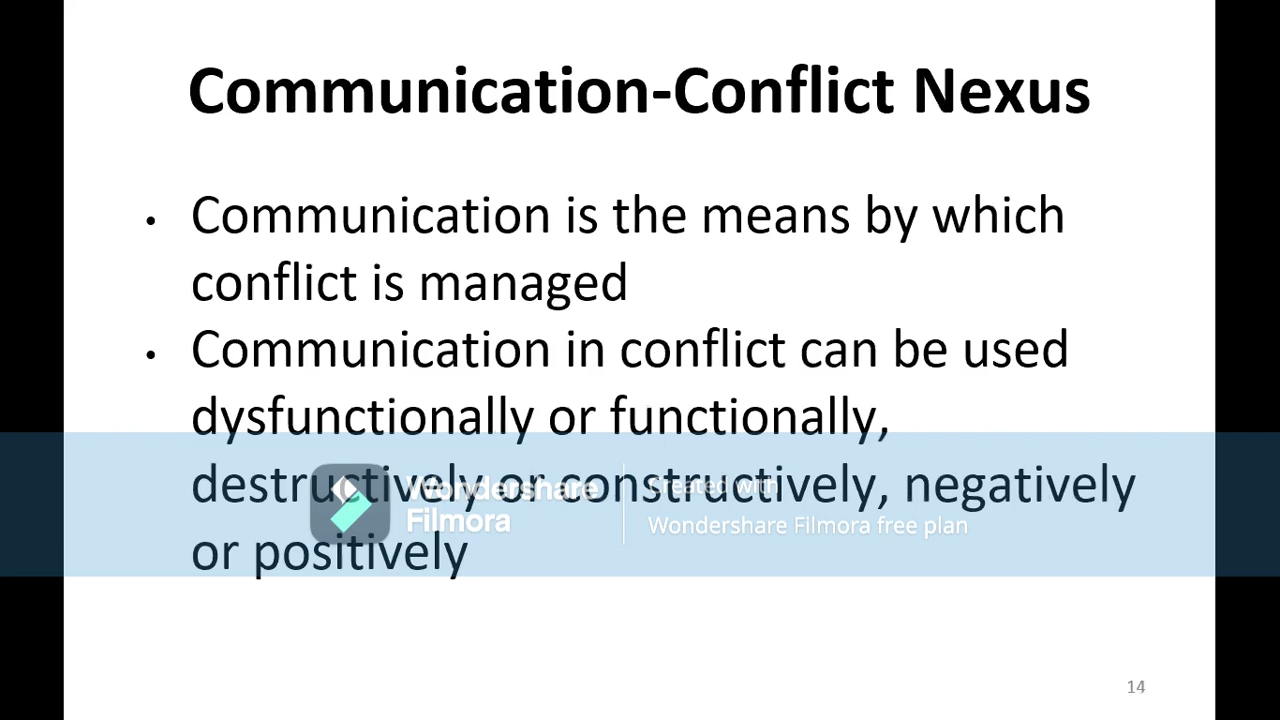 Communication-Conflict Nexus
• Communication is the means by which
conflict is managed
• Communication in conflict can be used
dysfunctionally or functionally,
destructively or constructively, negatively
or positively
Wondershare
Filmora
Created with
Wondershare Filmora free plan
14